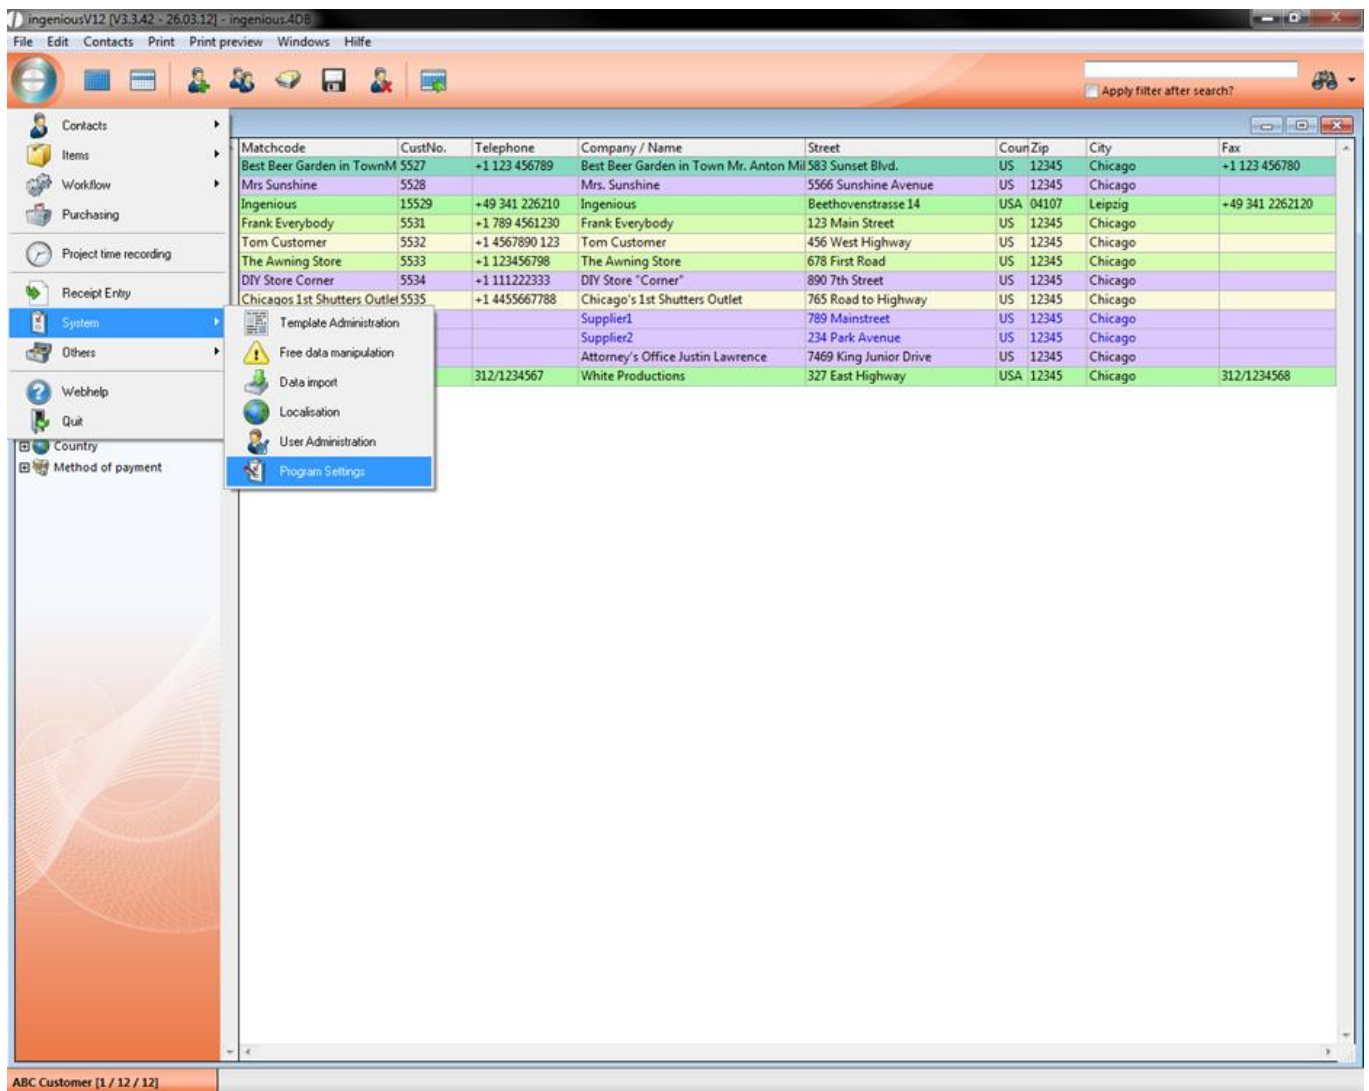 ingeniousV12 [V3.3.42 - 26.03.12] - ingenious.4DB
File Edit Contacts Print Print preview Windows Hilfe
Apply filter after search?
Contacts
Items
Workflow
Purchasing
Project time recording
Receipt Entry
System
Others
Webhelp
Quit
Country
Method of payment
Template Administration
Free data manipulation
Data import
Localisation
User Administration
Program Settings
Matchcode CustNo. Telephone Company / Name Street Coun Zip City Fax
Best Beer Garden in TownM 5527 +1 123 456789 Best Beer Garden in Town Mr. Anton Mil 583 Sunset Blvd. US 12345 Chicago +1 123 456780
Mrs Sunshine 5528 Mrs. Sunshine 5566 Sunshine Avenue US 12345 Chicago
Ingenious 15529 +49 341 226210 Ingenious Beethovenstrasse 14 USA 04107 Leipzig +49 341 2262120
Frank Everybody 5531 +1 789 4561230 Frank Everybody 123 Main Street US 12345 Chicago
Tom Customer 5532 +1 4567890 123 Tom Customer 456 West Highway US 12345 Chicago
The Awning Store 5533 +1 123456798 The Awning Store 678 First Road US 12345 Chicago
DIY Store Corner 5534 +1 111222333 DIY Store "Corner" 890 7th Street US 12345 Chicago
Chicagos 1st Shutters Outlet 5535 +1 4455667788 Chicago's 1st Shutters Outlet 765 Road to Highway US 12345 Chicago
Supplier1 789 Mainstreet US 12345 Chicago
Supplier2 234 Park Avenue US 12345 Chicago
Attorney's Office Justin Lawrence 7469 King Junior Drive US 12345 Chicago
312/1234567 White Productions 327 East Highway USA 12345 Chicago 312/1234568
ABC Customer [1 / 12 / 12]